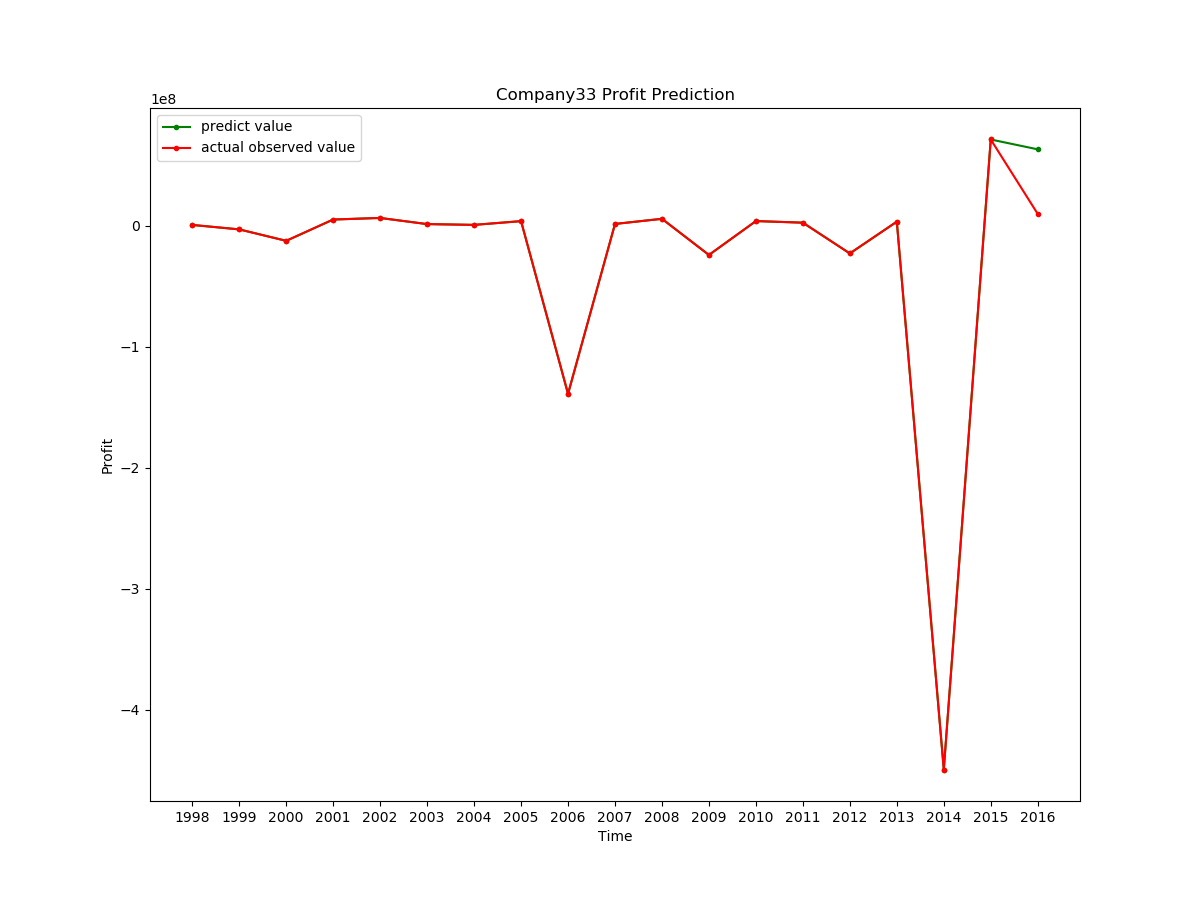 Company33 Profit Prediction
1e8
predict value
actual observed value
0
−1
−2
−3
−4
Profit
1998 1999 2000 2001 2002 2003 2004 2005 2006 2007 2008 2009 2010 2011 2012 2013 2014 2015 2016
Time